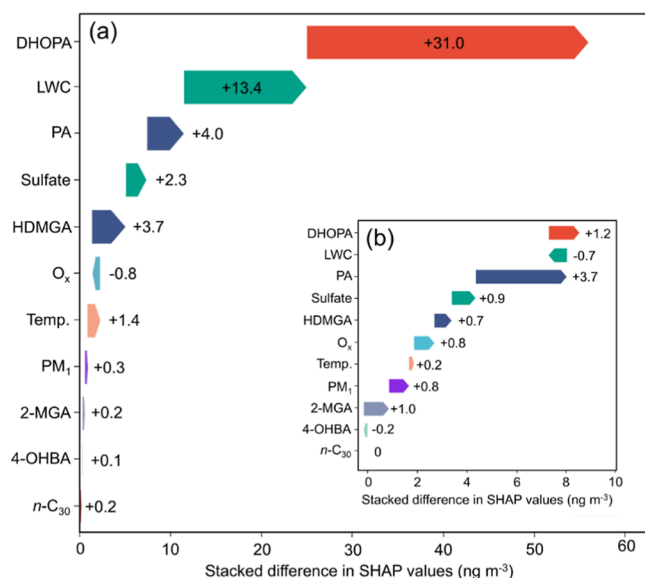 (a)
DHOPA +31.0
LWC +13.4
PA +4.0
Sulfate +2.3
HDMGA +3.7
Oₓ -0.8
Temp. +1.4
PM₁ +0.3
2-MGA +0.2
4-OHBA +0.1
n-C₃₀ +0.2
0 10 20 30 40 50 60
Stacked difference in SHAP values (ng m⁻³)
(b)
DHOPA +1.2
LWC -0.7
PA +3.7
Sulfate +0.9
HDMGA +0.7
Oₓ +0.8
Temp. +0.2
PM₁ +0.8
2-MGA +1.0
4-OHBA -0.2
n-C₃₀ 0
0 2 4 6 8 10
Stacked difference in SHAP values (ng m⁻³)